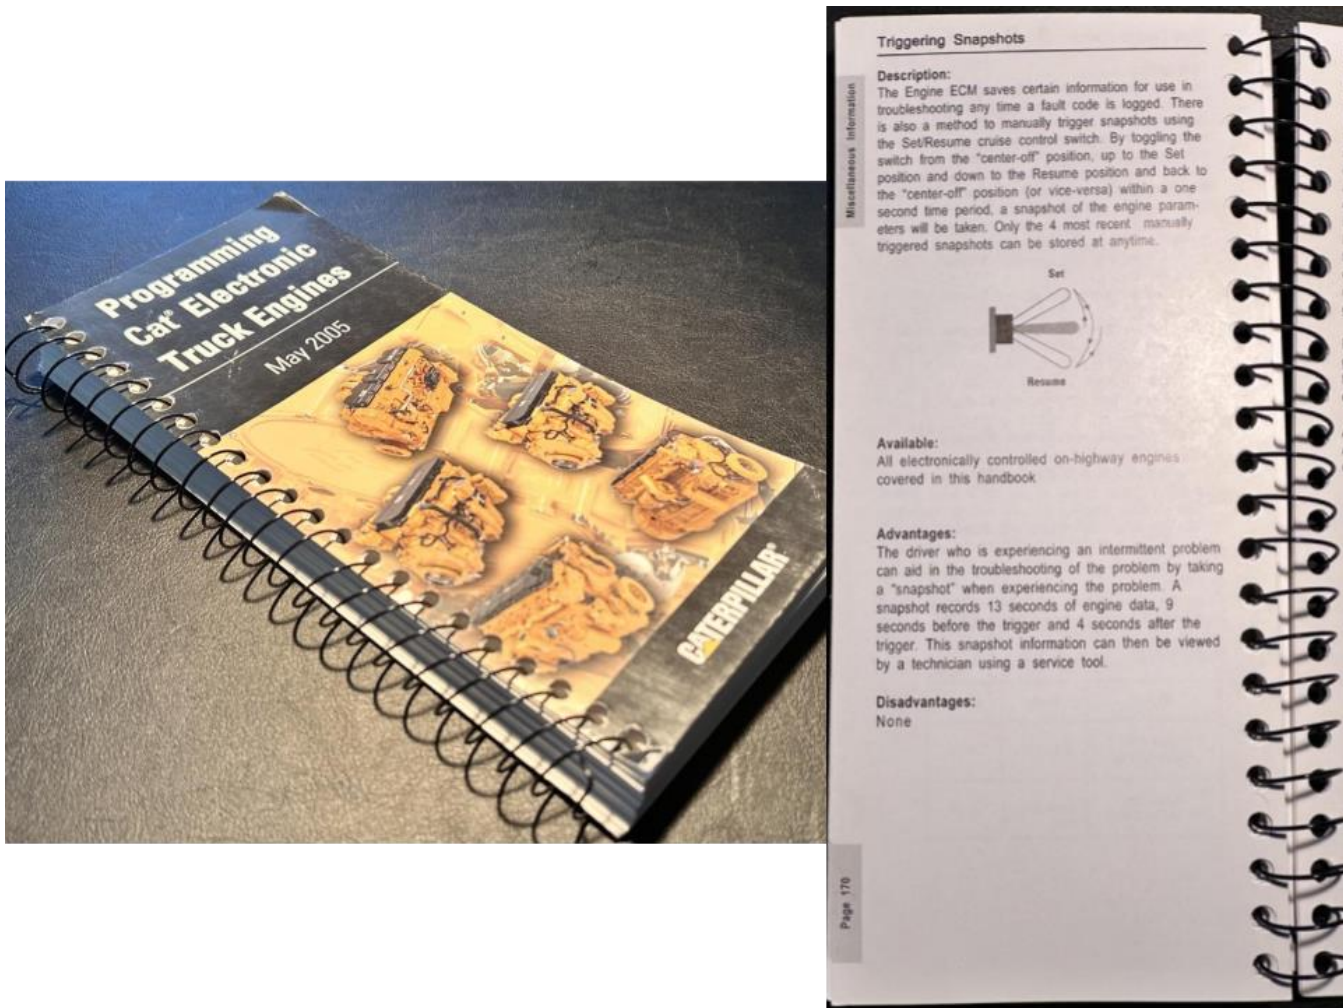 Programming
Cat® Electronic
Truck Engines
May 2005
CATERPILLAR®
Triggering Snapshots
Miscellaneous Information
Description:
The Engine ECM saves certain information for use in
troubleshooting any time a fault code is logged. There
is also a method to manually trigger snapshots using
the Set/Resume cruise control switch. By toggling the
switch from the "center-off" position, up to the Set
position and down to the Resume position and back to
the "center-off" position (or vice-versa) within a one
second time period, a snapshot of the engine param-
eters will be taken. Only the 4 most recent manually
triggered snapshots can be stored at anytime.
Set
Resume
Available:
All electronically controlled on-highway engines
covered in this handbook
Advantages:
The driver who is experiencing an intermittent problem
can aid in the troubleshooting of the problem by taking
a "snapshot" when experiencing the problem. A
snapshot records 13 seconds of engine data, 9
seconds before the trigger and 4 seconds after the
trigger. This snapshot information can then be viewed
by a technician using a service tool.
Disadvantages:
None
Page 170